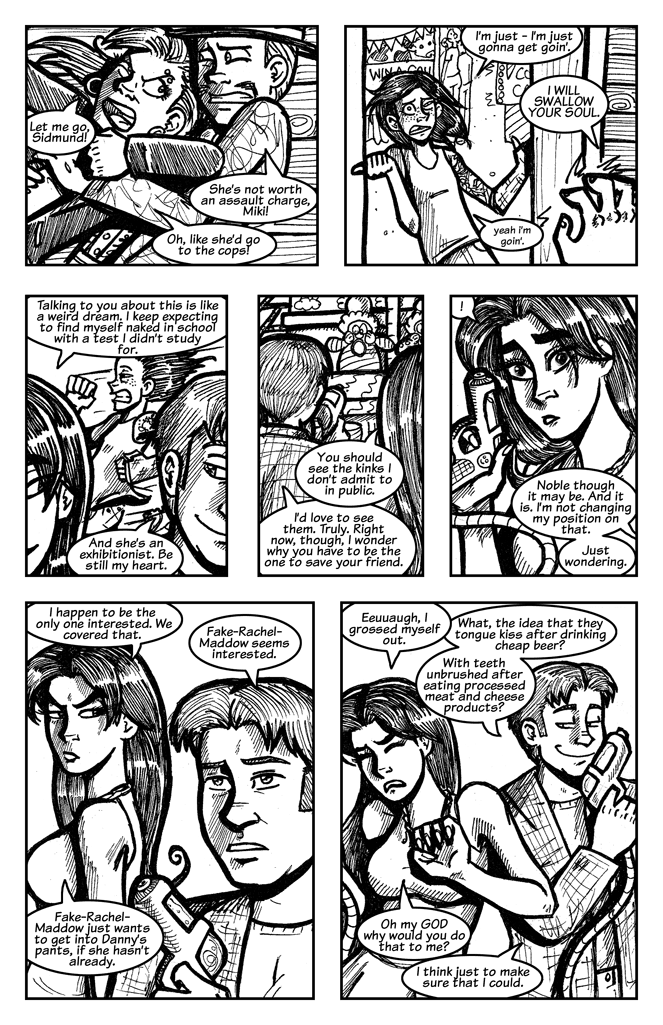 Let me go,
Sidmund!
She's not worth
an assault charge,
Miki!
Oh, like she'd go
to the cops!
I'm just - I'm just
gonna get goin'.
WIN A
I WILL
SWALLOW
YOUR SOUL.
yeah i'm
goin'.
Talking to you about this is like
a weird dream. I keep expecting
to find myself naked in school
with a test I didn't study
for.
And she's an
exhibitionist. Be
still my heart.
You should
see the kinks I
don't admit to
in public.
I'd love to see
them. Truly. Right
now, though, I wonder
why you have to be the
one to save your friend.
!
Noble though
it may be. And it
is. I'm not changing
my position on
that.
Just
wondering.
I happen to be the
only one interested. We
covered that.
Fake-Rachel-
Maddow seems
interested.
Fake-Rachel-
Maddow just wants
to get into Danny's
pants, if she hasn't
already.
Eeuuaugh, I
grossed myself
out.
What, the idea that they
tongue kiss after drinking
cheap beer?
With teeth
unbrushed after
eating processed
meat and cheese
products?
Oh my GOD
why would you do
that to me?
I think just to make
sure that I could.